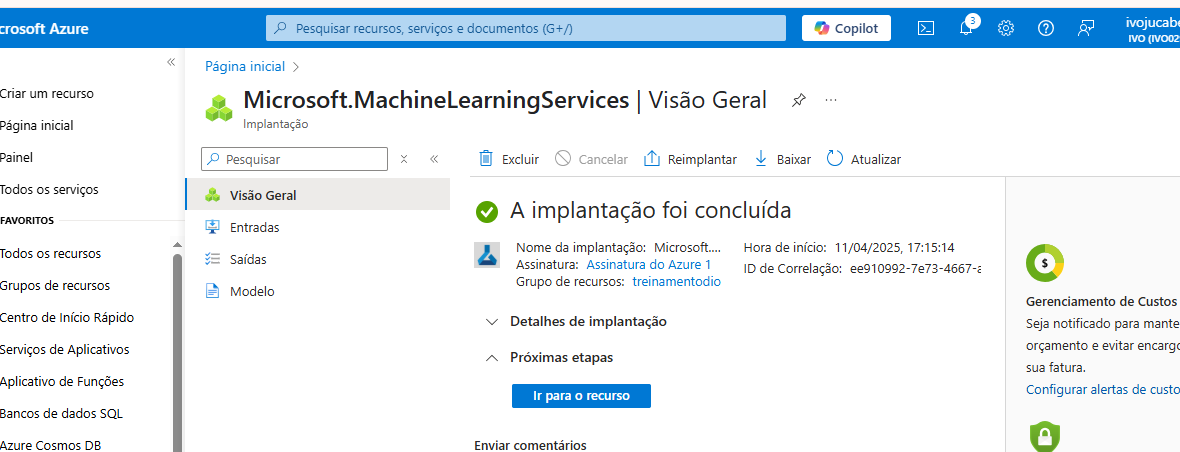 crosoft Azure
Pesquisar recursos, serviços e documentos (G+/)
Copilot
3
ivojucabe
IVO (IVO029
Criar um recurso
Página inicial
Painel
Todos os serviços
FAVORITOS
Todos os recursos
Grupos de recursos
Centro de Início Rápido
Serviços de Aplicativos
Aplicativo de Funções
Bancos de dados SQL
Azure Cosmos DB
Página inicial
Microsoft.MachineLearningServices | Visão Geral
Implantação
Pesquisar
Visão Geral
Entradas
Saídas
Modelo
Excluir
Cancelar
Reimplantar
Baixar
Atualizar
A implantação foi concluída
Nome da implantação: Microsoft....
Assinatura: Assinatura do Azure 1
Grupo de recursos: treinamentodio
Hora de início: 11/04/2025, 17:15:14
ID de Correlação: ee910992-7e73-4667-a
Detalhes de implantação
Próximas etapas
Ir para o recurso
Enviar comentários
$
Gerenciamento de Custos
Seja notificado para mante
orçamento e evitar encargo
sua fatura.
Configurar alertas de custo